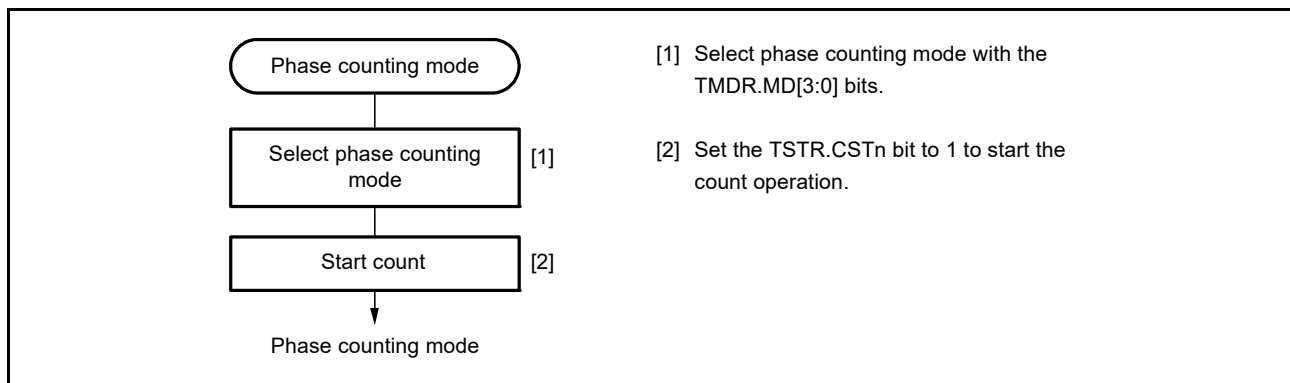 Phase counting mode
Select phase counting
mode
[1]
Start count
[2]
Phase counting mode
[1] Select phase counting mode with the
TMDR.MD[3:0] bits.
[2] Set the TSTR.CSTn bit to 1 to start the
count operation.